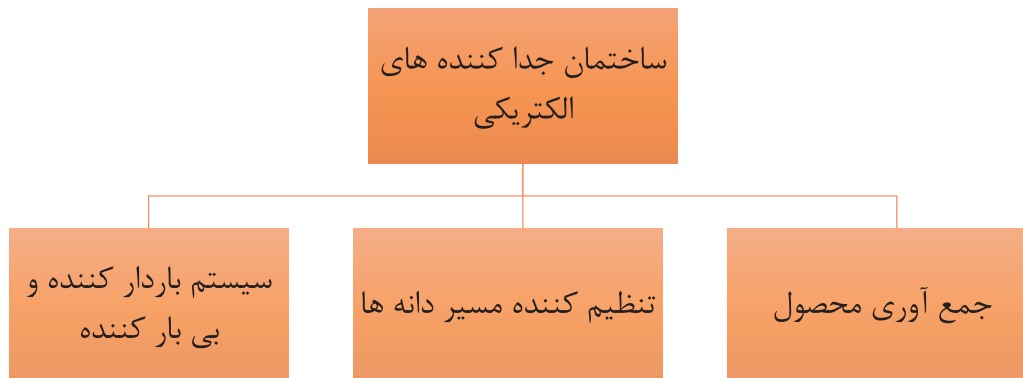 ساختمان جدا کننده های
الکتریکی
جمع آوری محصول
تنظیم کننده مسیر دانه ها
سیستم باردار کننده و
بی بار کننده